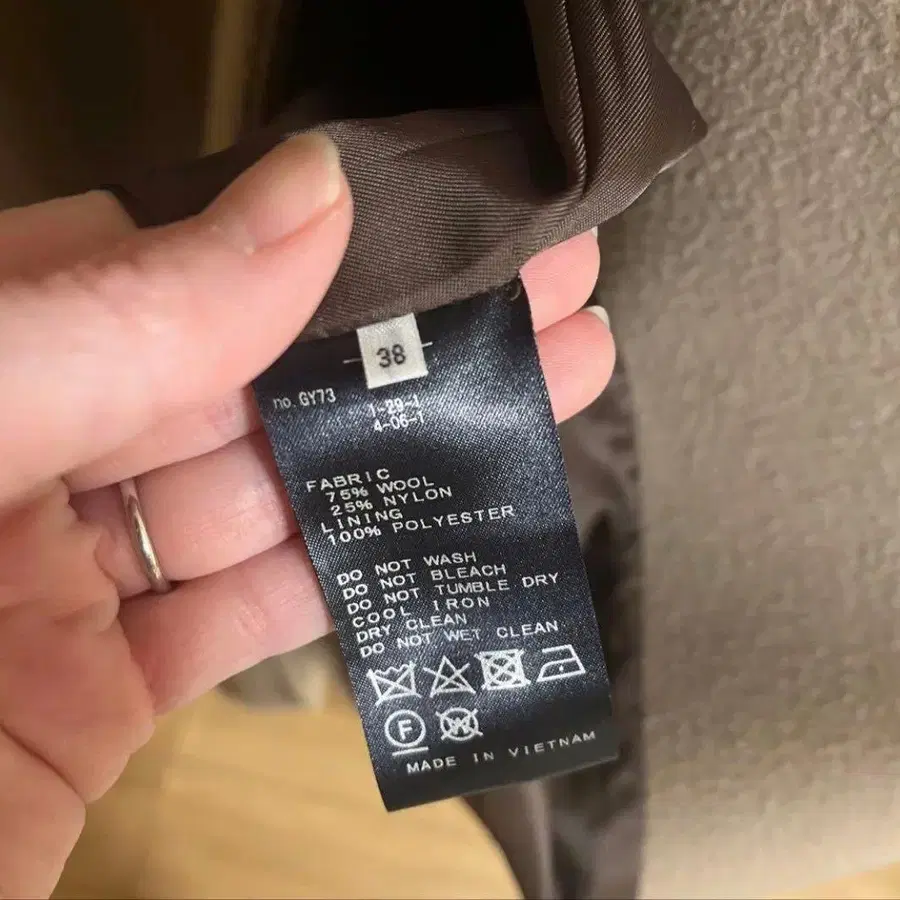 38
no. GY73
1-29-1
4-06-1
FABRIC
75% WOOL
25% NYLON
LINING
100% POLYESTER
DO NOT WASH
DO NOT BLEACH
DO NOT TUMBLE DRY
COOL IRON
DRY CLEAN
DO NOT WET CLEAN
F W
MADE IN VIETNAM